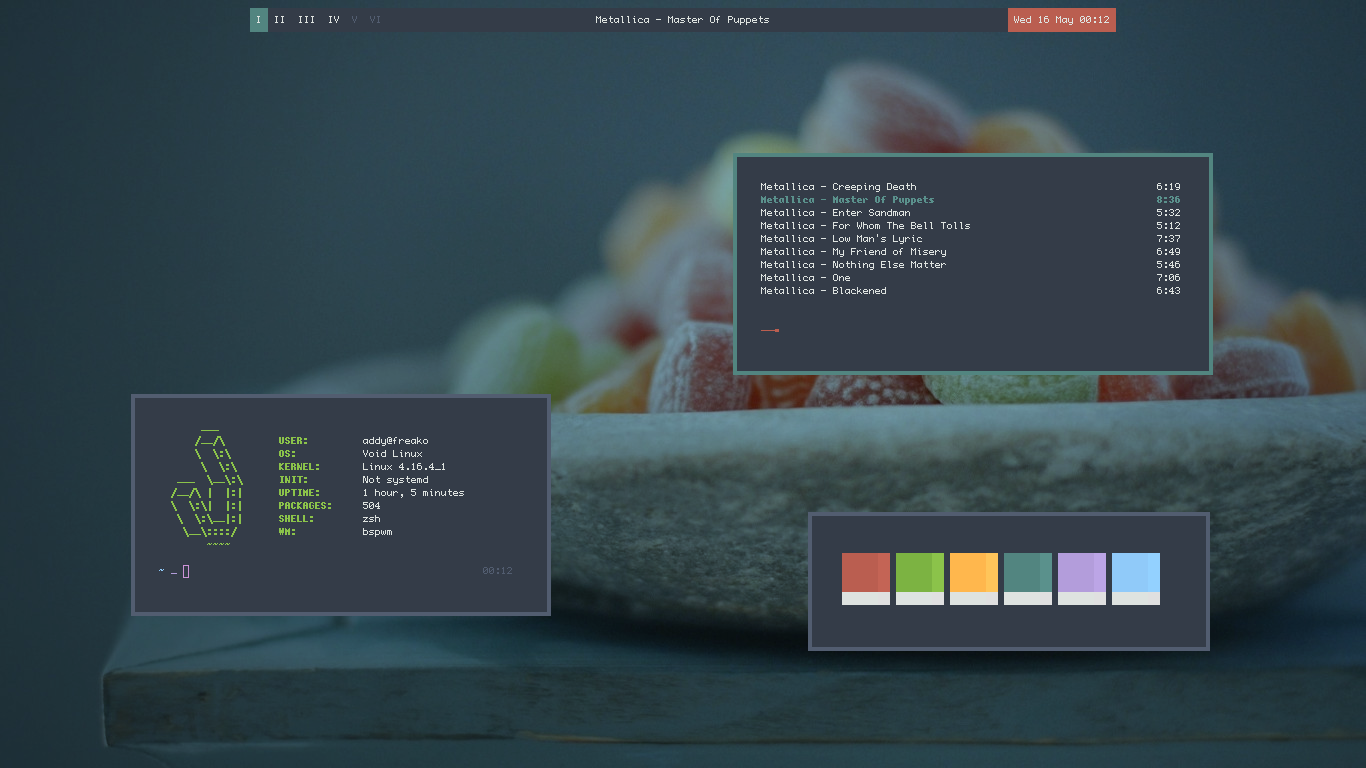 I II III IV V VI Metallica - Master Of Puppets Wed 16 May 00:12
Metallica - Creeping Death 6:19
Metallica - Master Of Puppets 8:36
Metallica - Enter Sandman 5:32
Metallica - For Whom The Bell Tolls 5:12
Metallica - Low Man's Lyric 7:37
Metallica - My Friend of Misery 6:49
Metallica - Nothing Else Matter 5:46
Metallica - One 7:06
Metallica - Blackened 6:43
USER: addy@freako
OS: Void Linux
KERNEL: Linux 4.16.4_1
INIT: Not systemd
UPTIME: 1 hour, 5 minutes
PACKAGES: 504
SHELL: zsh
WM: bspwm
~ _ 00:12